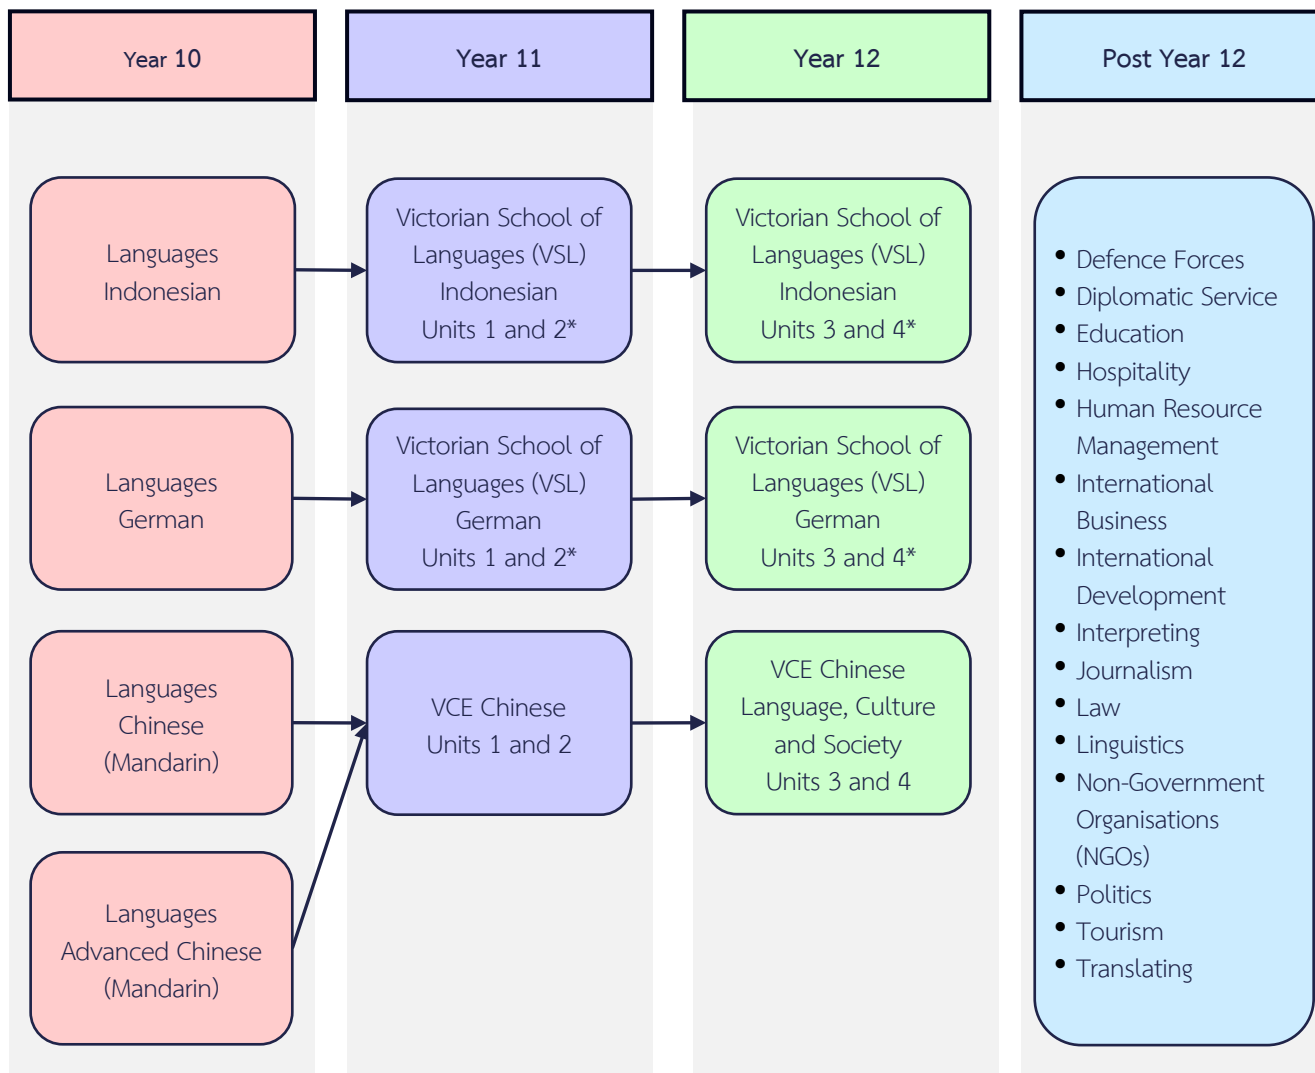 Year 10
Year 11
Year 12
Post Year 12
Languages
Indonesian
Victorian School of
Languages (VSL)
Indonesian
Units 1 and 2*
Victorian School of
Languages (VSL)
Indonesian
Units 3 and 4*
Languages
German
Victorian School of
Languages (VSL)
German
Units 1 and 2*
Victorian School of
Languages (VSL)
German
Units 3 and 4*
Languages
Chinese
(Mandarin)
VCE Chinese
Units 1 and 2
VCE Chinese
Language, Culture
and Society
Units 3 and 4
Languages
Advanced Chinese
(Mandarin)
• Defence Forces
• Diplomatic Service
• Education
• Hospitality
• Human Resource
Management
• International
Business
• International
Development
• Interpreting
• Journalism
• Law
• Linguistics
• Non-Government
Organisations
(NGOs)
• Politics
• Tourism
• Translating